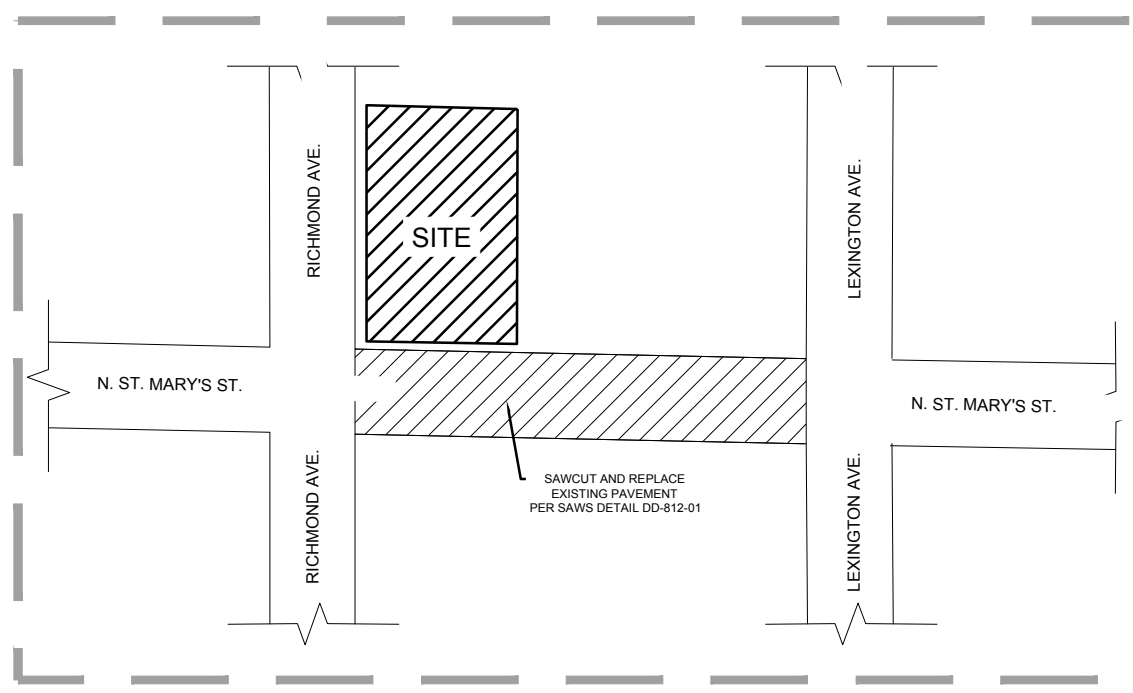 RICHMOND AVE.
LEXINGTON AVE.
SITE
N. ST. MARY'S ST.
N. ST. MARY'S ST.
RICHMOND AVE.
SAWCUT AND REPLACE
EXISTING PAVEMENT
PER SAWS DETAIL DD-812-01
LEXINGTON AVE.